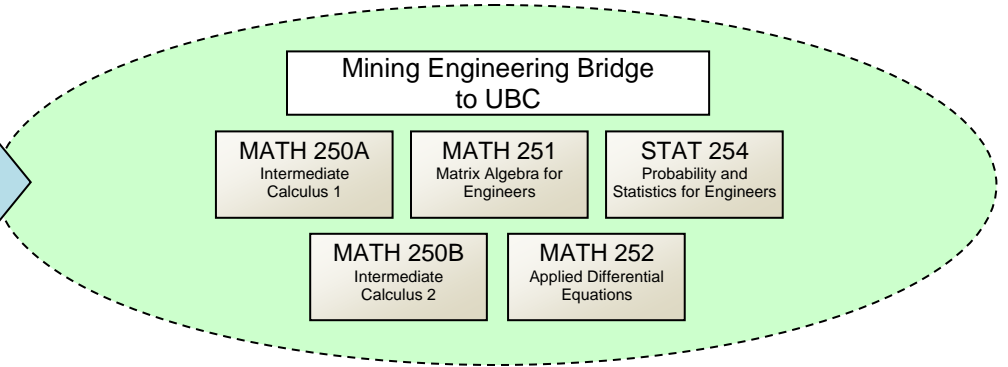 Mining Engineering Bridge
to UBC
MATH 250A
Intermediate
Calculus 1
MATH 251
Matrix Algebra for
Engineers
STAT 254
Probability and
Statistics for Engineers
MATH 250B
Intermediate
Calculus 2
MATH 252
Applied Differential
Equations